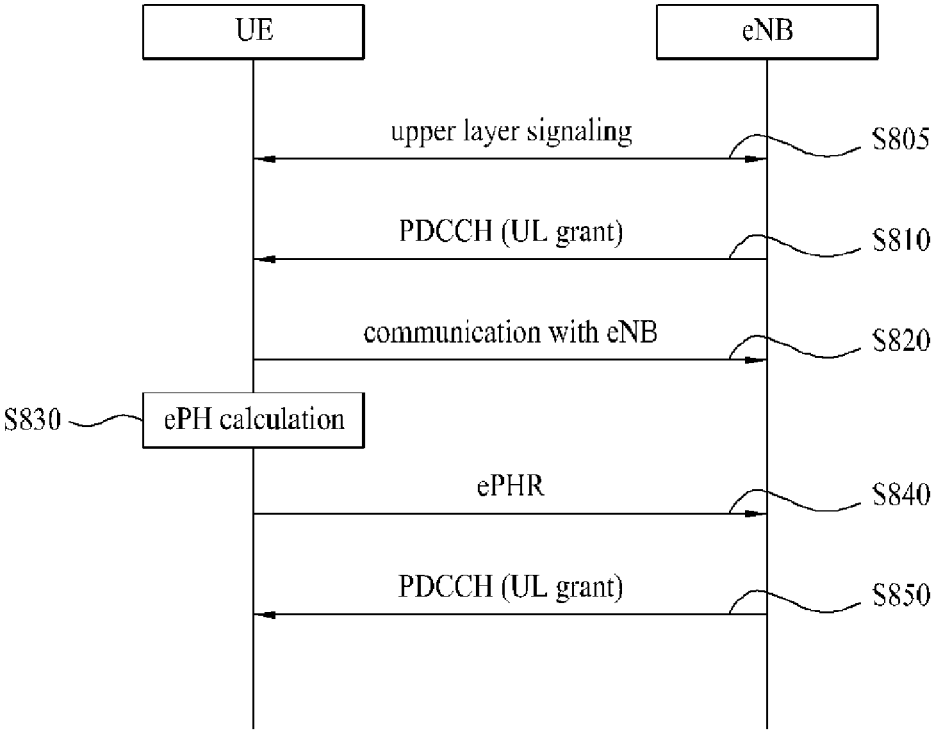 UE
eNB
upper layer signaling
S805
PDCCH (UL grant)
S810
communication with eNB
S820
S830
ePH calculation
ePHR
S840
PDCCH (UL grant)
S850